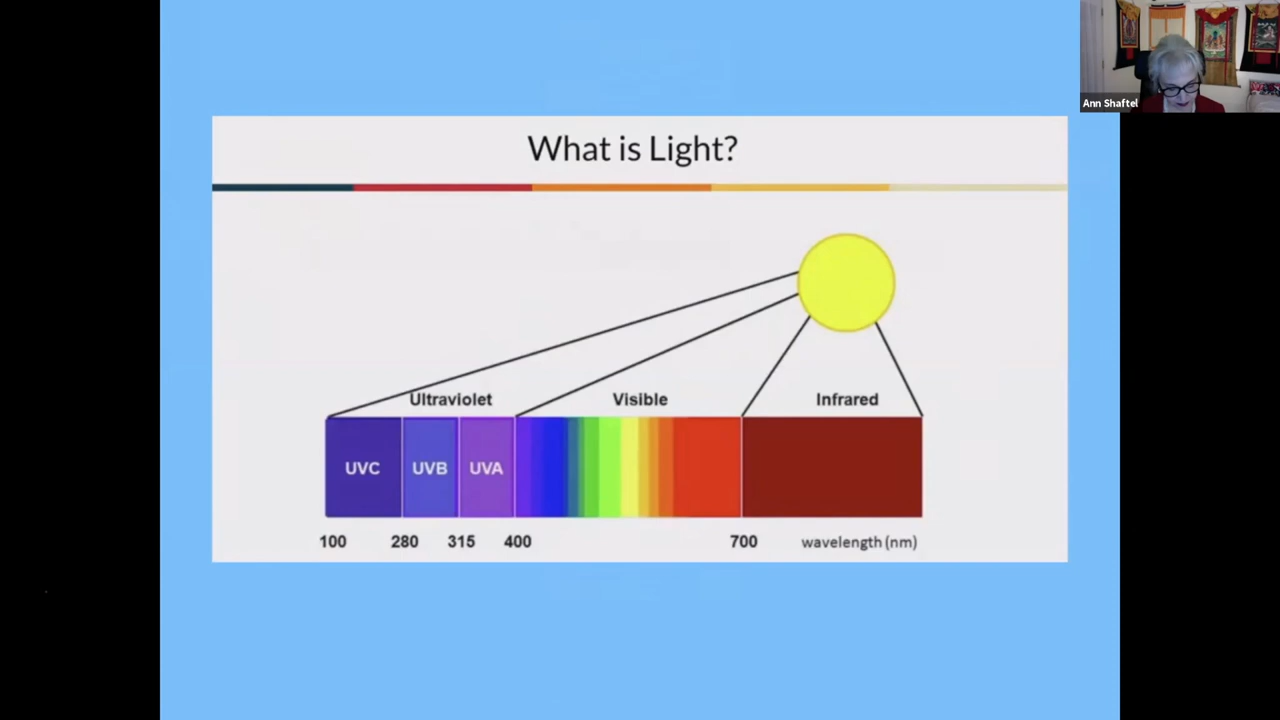 Ann Shaftel
What is Light?
Ultraviolet Visible Infrared
UVC UVB UVA
100 280 315 400 700 wavelength (nm)